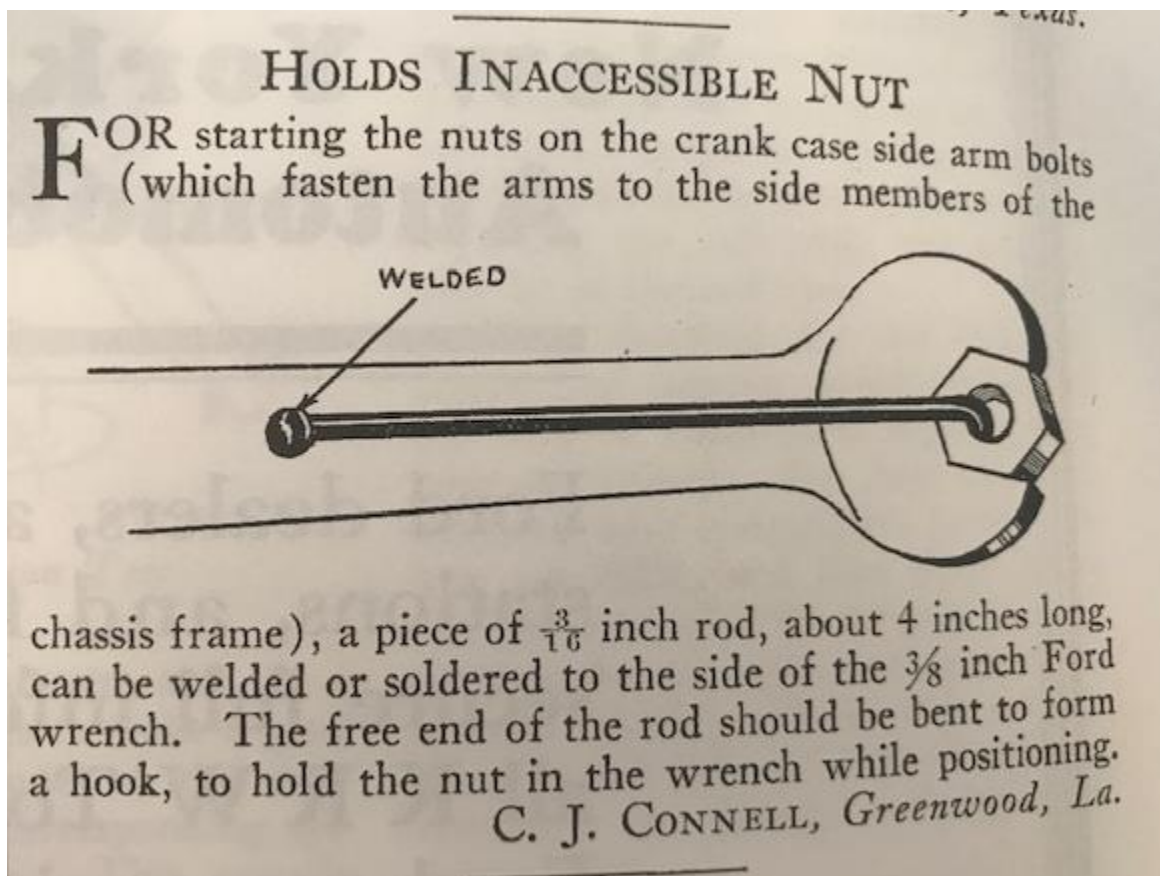 Texas.
HOLDS INACCESSIBLE NUT
FOR starting the nuts on the crank case side arm bolts
(which fasten the arms to the side members of the
WELDED
chassis frame), a piece of 3/16 inch rod, about 4 inches long,
can be welded or soldered to the side of the 3/8 inch Ford
wrench. The free end of the rod should be bent to form
a hook, to hold the nut in the wrench while positioning.
C. J. CONNELL, Greenwood, La.